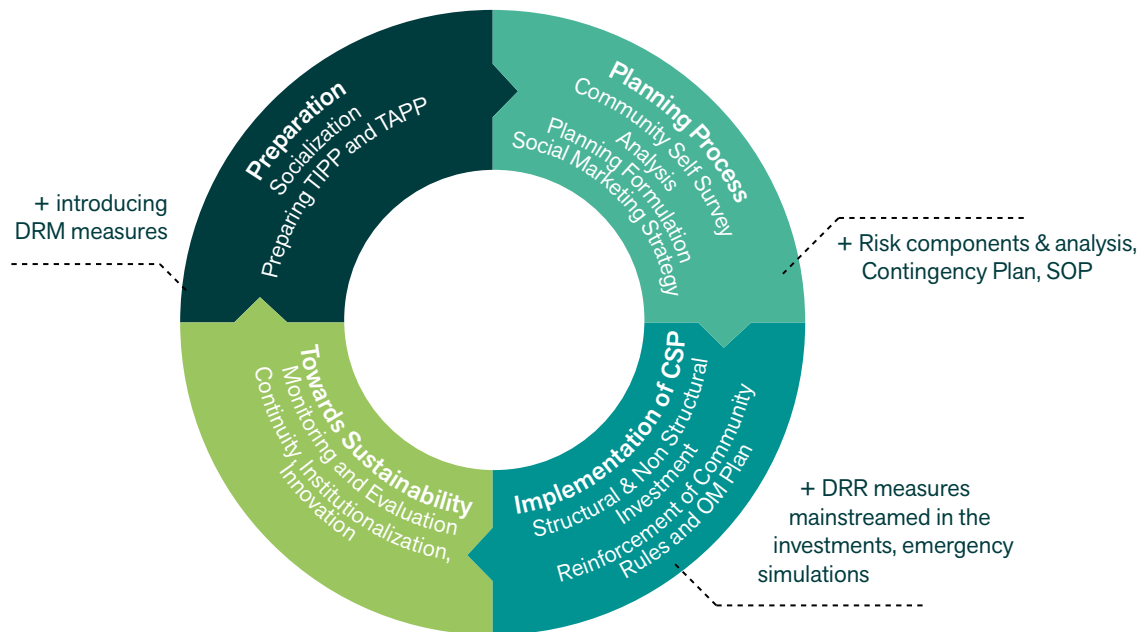 Preparation
Socialization
Preparing TIPP and TAPP
+ introducing
DRM measures
Planning Process
Community Self Survey
Analysis
Planning Formulation
Social Marketing Strategy
+ Risk components & analysis,
Contingency Plan, SOP
Implementation of CSP
Structural & Non Structural
Investment
Reinforcement of Community
Rules and OM Plan
+ DRR measures
mainstreamed in the
investments, emergency
simulations
Towards Sustainability
Monitoring and Evaluation
Continuity, Institutionalization,
Innovation